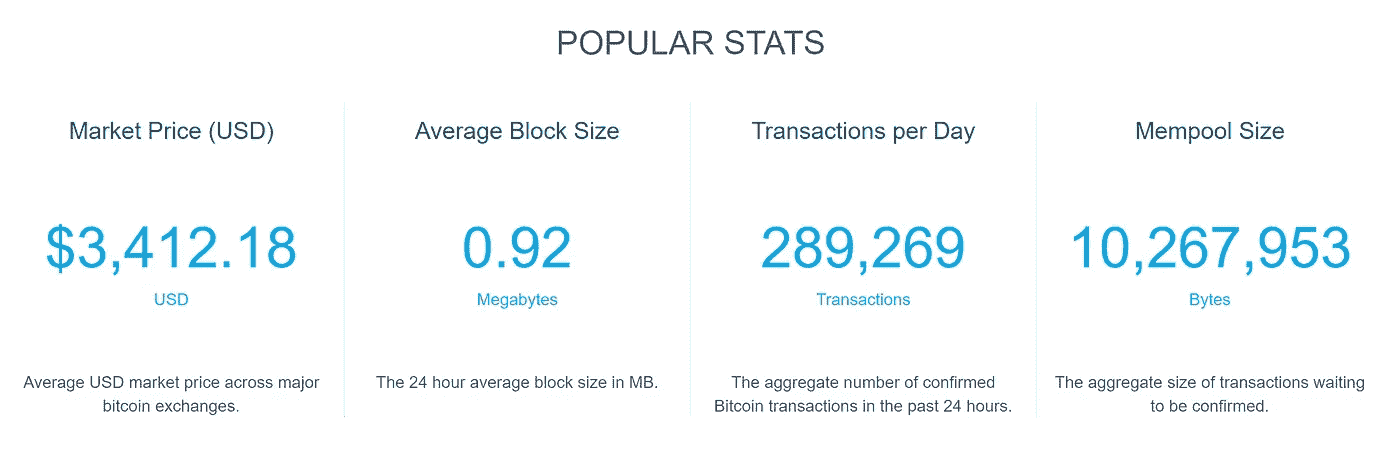 POPULAR STATS
Market Price (USD)
$3,412.18
USD
Average USD market price across major
bitcoin exchanges.
Average Block Size
0.92
Megabytes
The 24 hour average block size in MB.
Transactions per Day
289,269
Transactions
The aggregate number of confirmed
Bitcoin transactions in the past 24 hours.
Mempool Size
10,267,953
Bytes
The aggregate size of transactions waiting
to be confirmed.